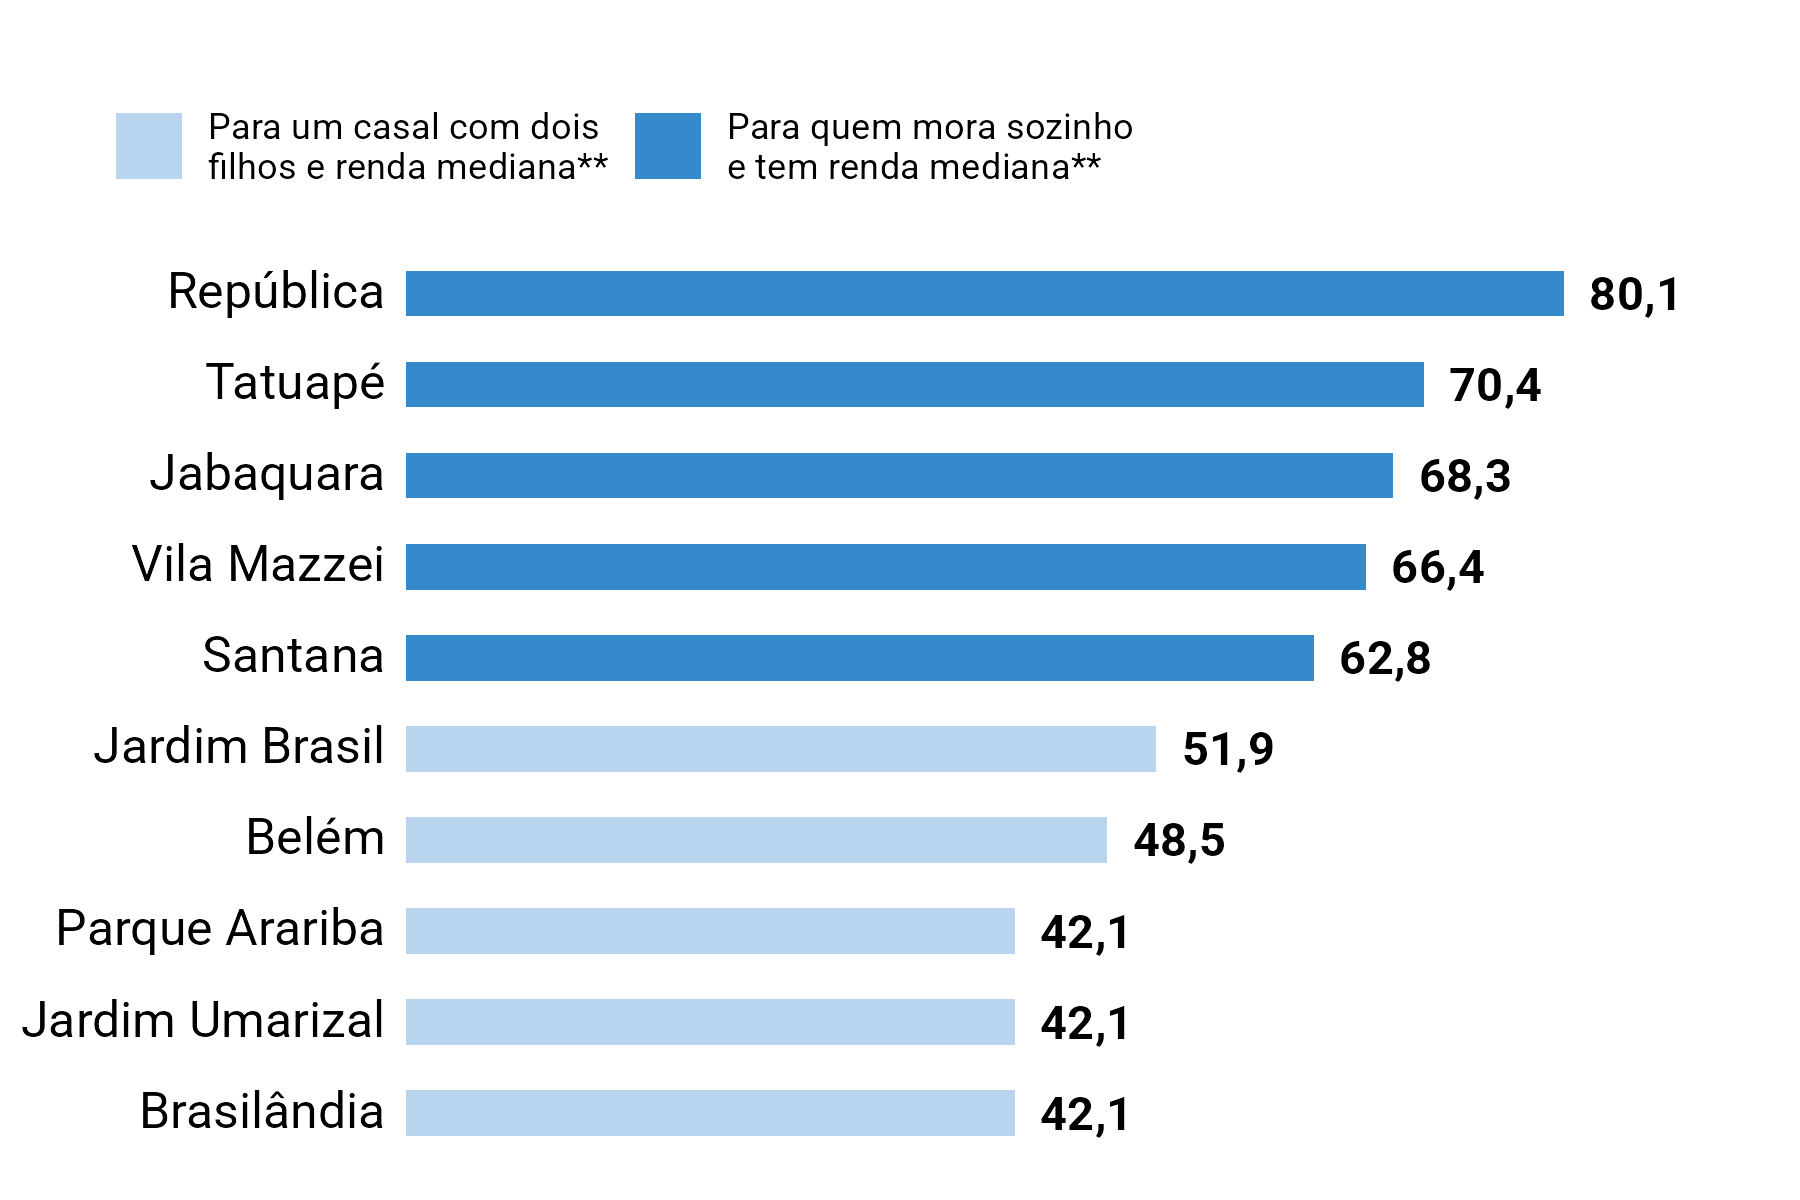 Para um casal com dois
filhos e renda mediana**
Para quem mora sozinho
e tem renda mediana**
República 80,1
Tatuapé 70,4
Jabaquara 68,3
Vila Mazzei 66,4
Santana 62,8
Jardim Brasil 51,9
Belém 48,5
Parque Arariba 42,1
Jardim Umarizal 42,1
Brasilândia 42,1